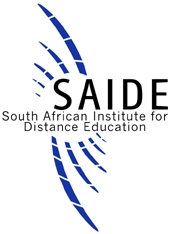 SAIDE
South African Institute for
Distance Education